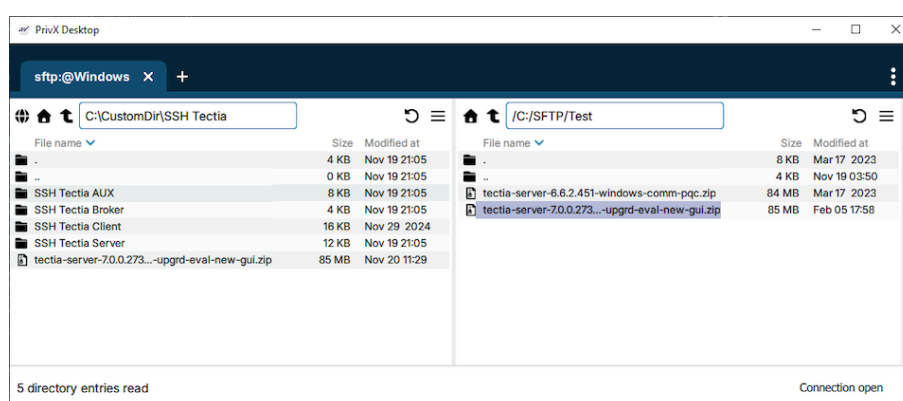 PrivX Desktop
sftp:@Windows
C:\CustomDir\SSH Tectia
File name Size Modified at
. 4 KB Nov 19 21:05
.. 0 KB Nov 19 21:05
SSH Tectia AUX 8 KB Nov 19 21:05
SSH Tectia Broker 4 KB Nov 19 21:05
SSH Tectia Client 16 KB Nov 29 2024
SSH Tectia Server 12 KB Nov 19 21:05
tectia-server-7.0.0.273...-upgrd-eval-new-gui.zip 85 MB Nov 20 11:29
/C:/SFTP/Test
File name Size Modified at
. 8 KB Mar 17 2023
.. 4 KB Nov 19 03:50
tectia-server-6.6.2.451-windows-comm-pqc.zip 84 MB Mar 17 2023
tectia-server-7.0.0.273...-upgrd-eval-new-gui.zip 85 MB Feb 05 17:58
5 directory entries read
Connection open